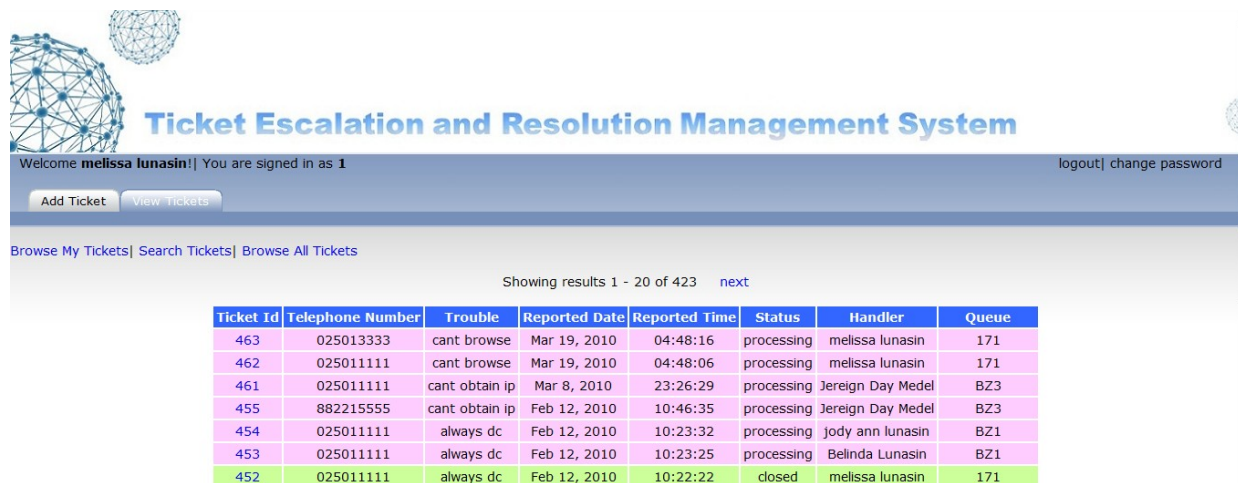 Ticket Escalation and Resolution Management System
Welcome melissa lunasin!| You are signed in as 1 logout| change password
Add Ticket View Tickets
Browse My Tickets| Search Tickets| Browse All Tickets
Showing results 1 - 20 of 423 next
Ticket Id Telephone Number Trouble Reported Date Reported Time Status Handler Queue
463 025013333 cant browse Mar 19, 2010 04:48:16 processing melissa lunasin 171
462 025011111 cant browse Mar 19, 2010 04:48:06 processing melissa lunasin 171
461 025011111 cant obtain ip Mar 8, 2010 23:26:29 processing Jereign Day Medel BZ3
455 882215555 cant obtain ip Feb 12, 2010 10:46:35 processing Jereign Day Medel BZ3
454 025011111 always dc Feb 12, 2010 10:23:32 processing jody ann lunasin BZ1
453 025011111 always dc Feb 12, 2010 10:23:25 processing Belinda Lunasin BZ1
452 025011111 always dc Feb 12, 2010 10:22:22 closed melissa lunasin 171